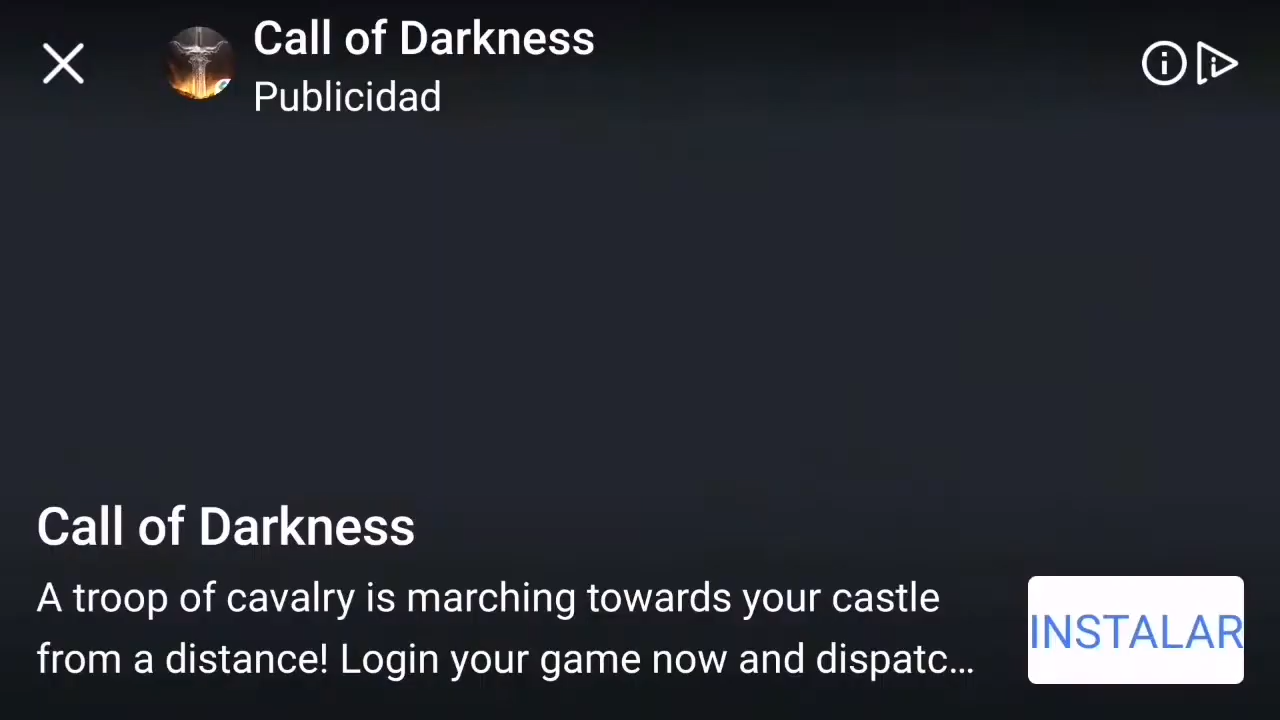 Call of Darkness
Publicidad
Call of Darkness
A troop of cavalry is marching towards your castle
from a distance! Login your game now and dispatc...
INSTALAR